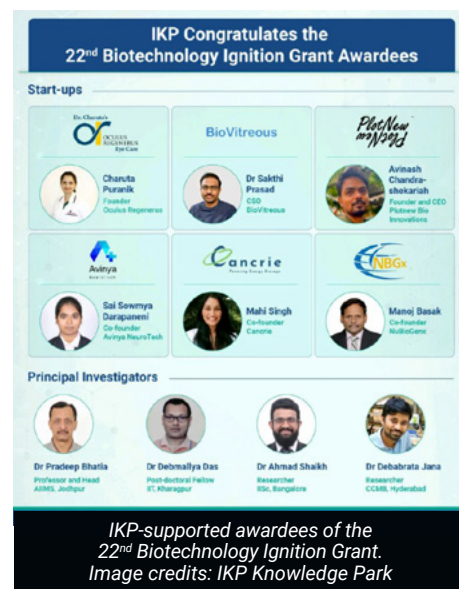 IKP Congratulates the
22nd Biotechnology Ignition Grant Awardees
Start-ups
Dr. Charuta's
OCULUS
REGENERUS
Eye Care
BioVitreous
PlotNew
Charuta
Puranik
Founder
Oculus Regenerus
Dr Sakthi
Prasad
CSO
BioVitreous
Avinash
Chandra-
shekariah
Founder and CEO
Plotnew Bio
Innovations
Avinya
Cancrie
NBGx
Sai Sowmya
Darapaneni
Co-founder
Avinya NeuroTech
Mahi Singh
Co-founder
Cancrie
Manoj Basak
Co-founder
NuBioGenx
Principal Investigators
Dr Pradeep Bhatia
Professor and Head
AIIMS, Jodhpur
Dr Debmallya Das
Post-doctoral Fellow
IIT, Kharagpur
Dr Ahmad Shaikh
Researcher
IISc, Bangalore
Dr Debabrata Jana
Researcher
CCMB, Hyderabad
IKP-supported awardees of the
22nd Biotechnology Ignition Grant.
Image credits: IKP Knowledge Park